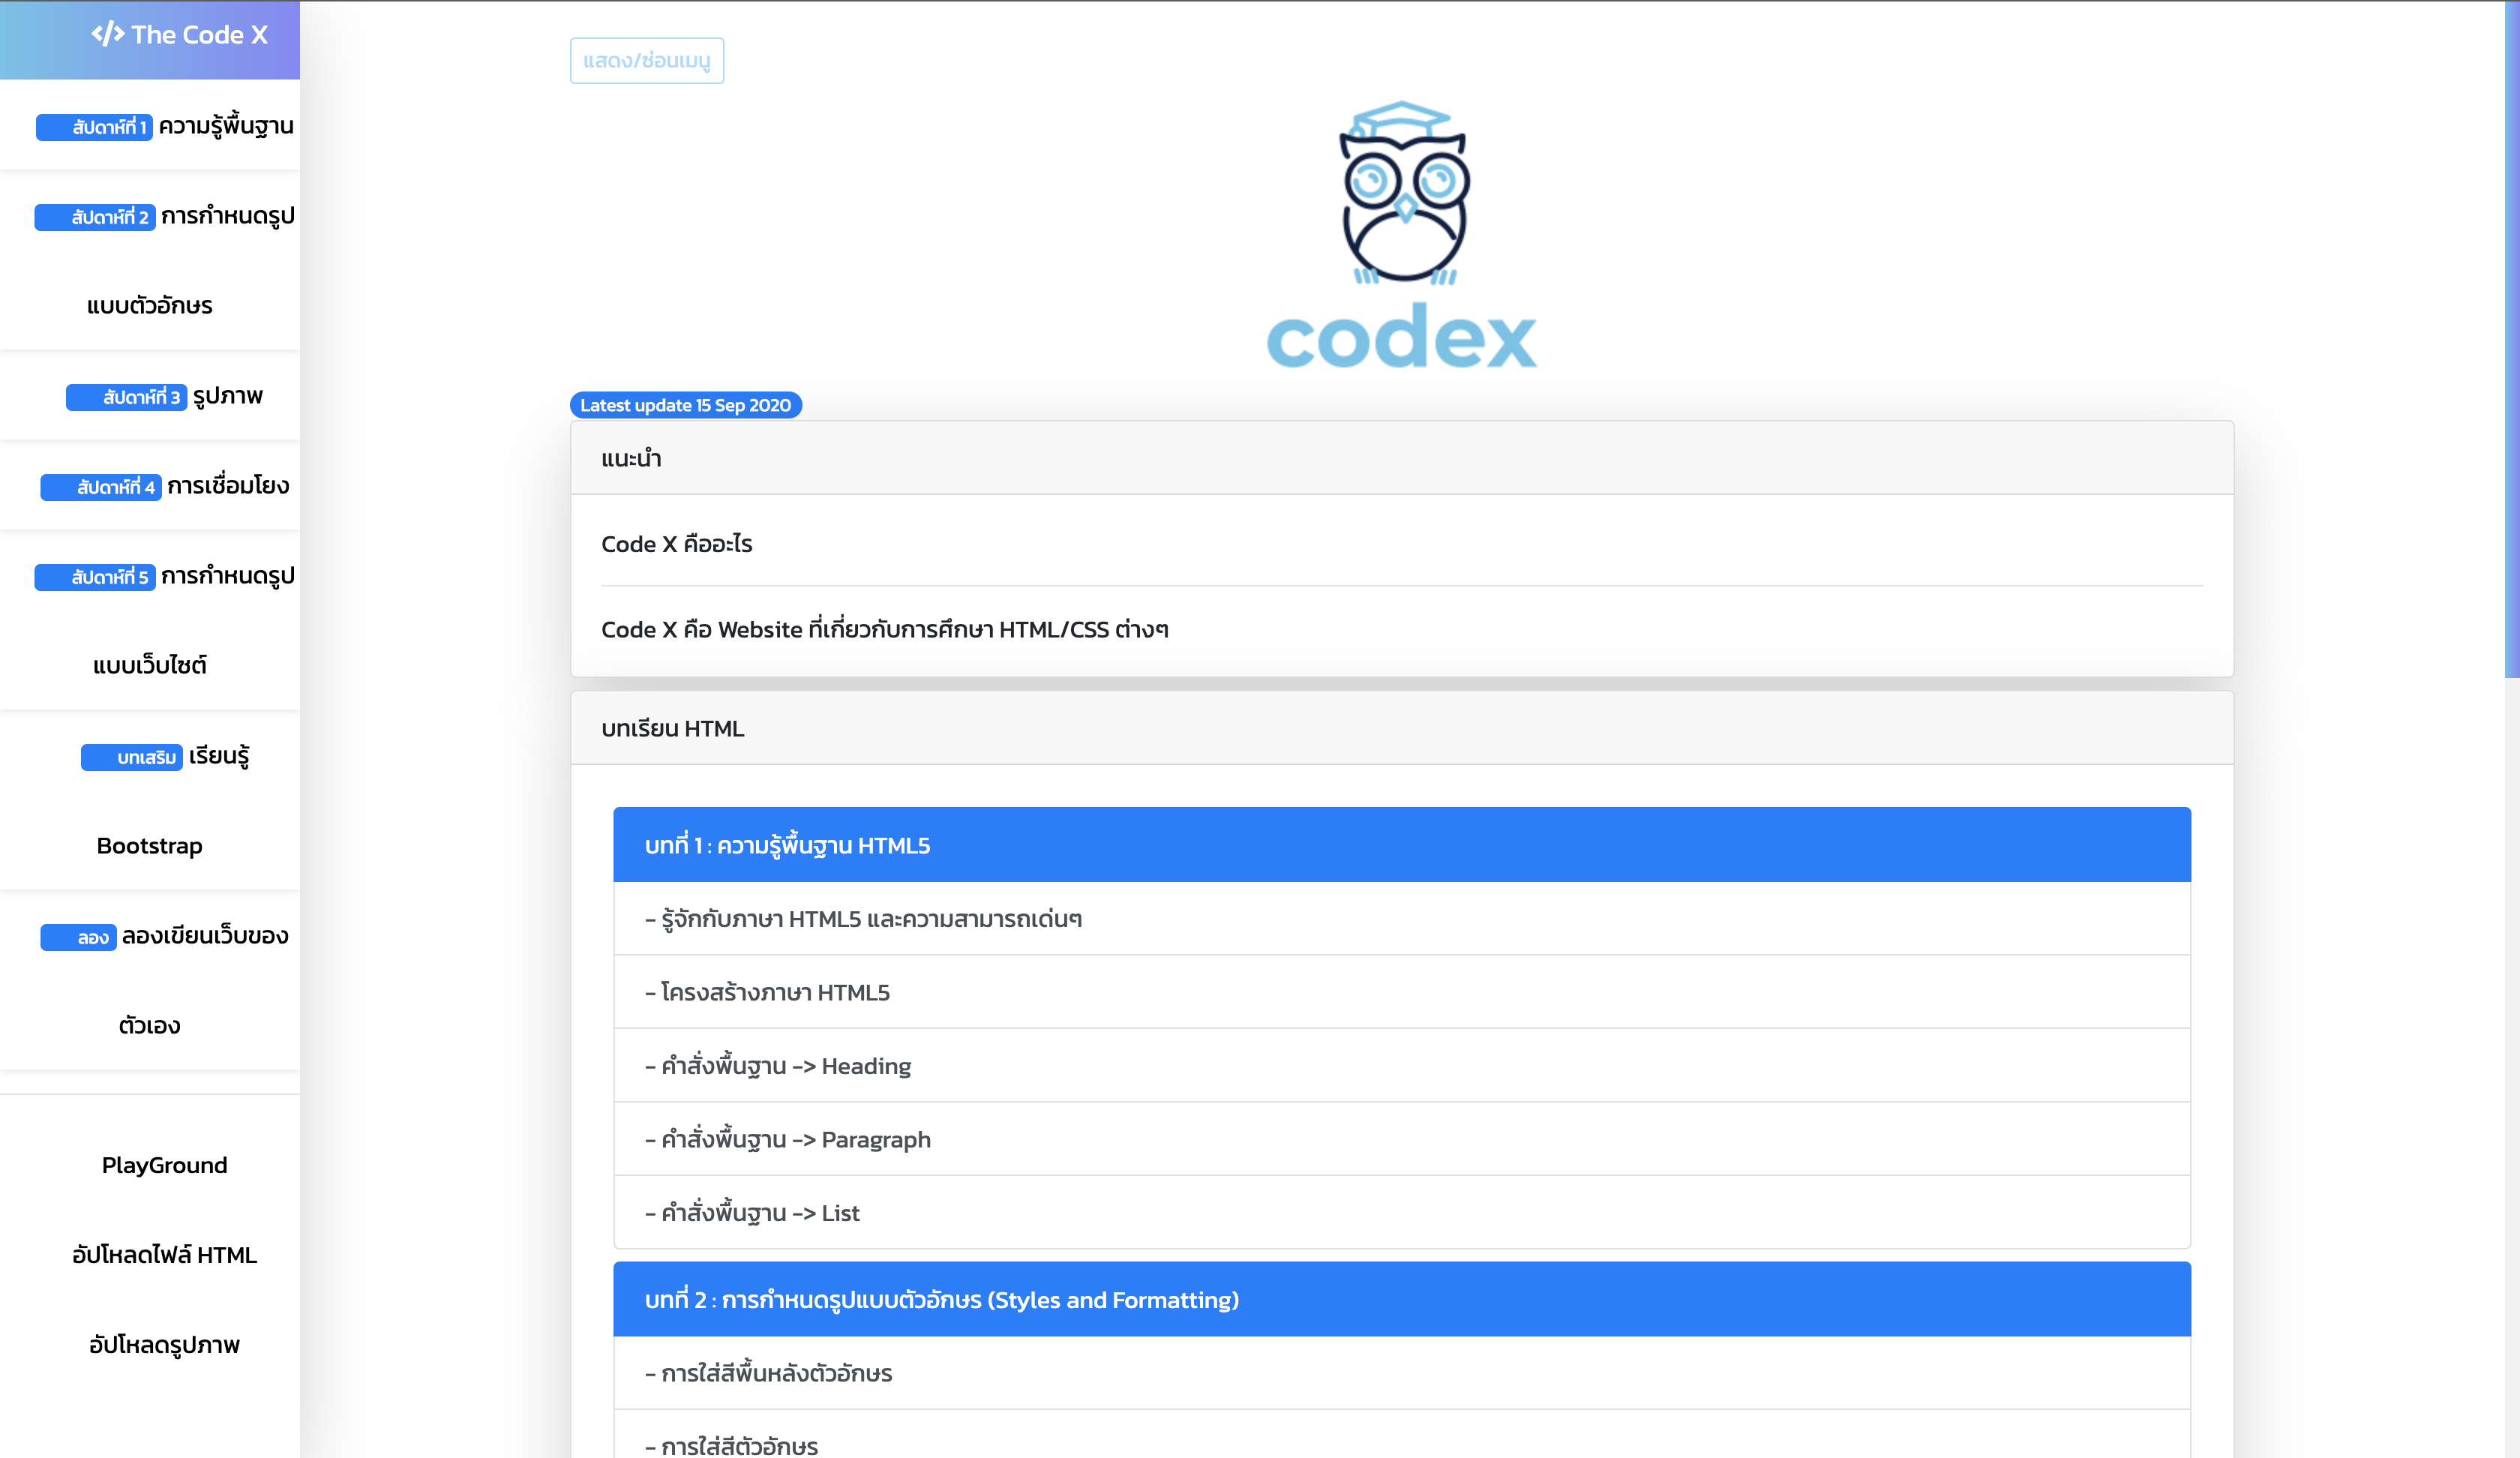 </> The Code X
สัปดาห์ที่ 1 ความรู้พื้นฐาน
สัปดาห์ที่ 2 การกำหนดรูป
แบบตัวอักษร
สัปดาห์ที่ 3 รูปภาพ
สัปดาห์ที่ 4 การเชื่อมโยง
สัปดาห์ที่ 5 การกำหนดรูป
แบบเว็บไซต์
บทเสริม เรียนรู้
Bootstrap
ลอง ลองเขียนเว็บของ
ตัวเอง
PlayGround
อัปโหลดไฟล์ HTML
อัปโหลดรูปภาพ
แสดง/ซ่อนเมนู
codex
Latest update 15 Sep 2020
แนะนำ
Code X คืออะไร
Code X คือ Website ที่เกี่ยวกับการศึกษา HTML/CSS ต่างๆ
บทเรียน HTML
บทที่ 1 : ความรู้พื้นฐาน HTML5
- รู้จักกับภาษา HTML5 และความสามารถเด่นๆ
- โครงสร้างภาษา HTML5
- คำสั่งพื้นฐาน -> Heading
- คำสั่งพื้นฐาน -> Paragraph
- คำสั่งพื้นฐาน -> List
บทที่ 2 : การกำหนดรูปแบบตัวอักษร (Styles and Formatting)
- การใส่สีพื้นหลังตัวอักษร
- การใส่สีตัวอักษร